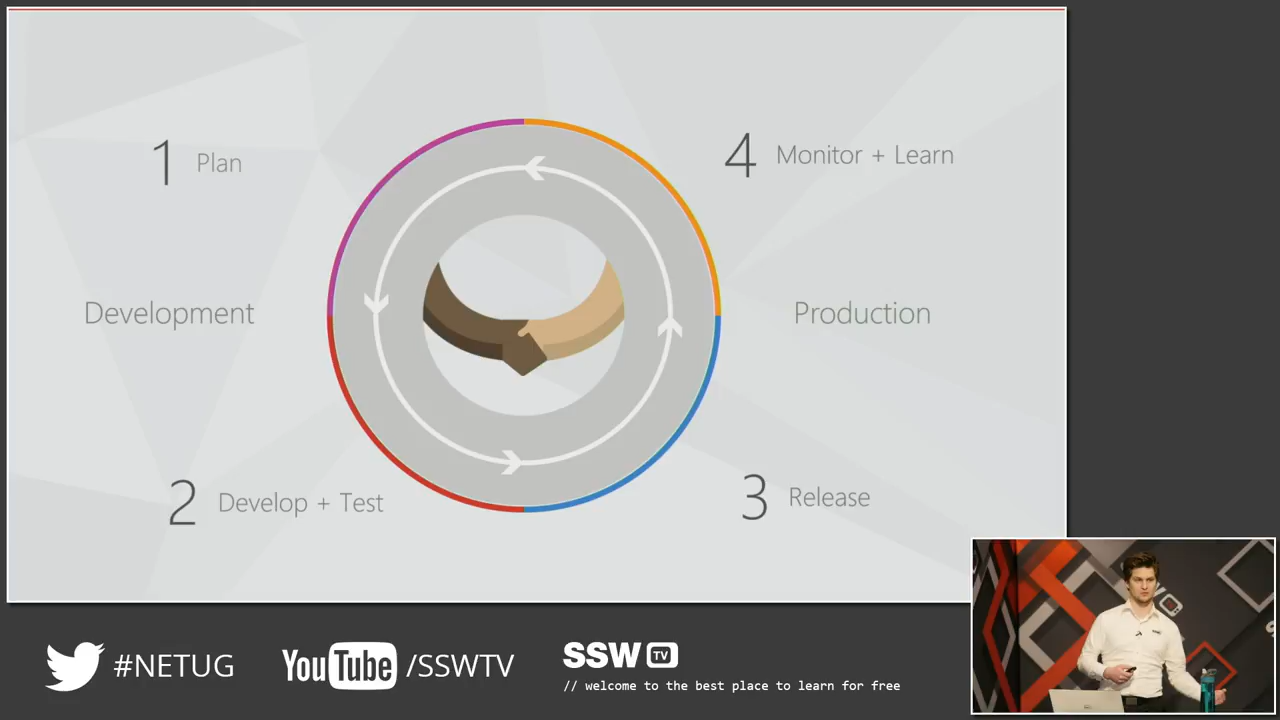 1 Plan
4 Monitor + Learn
Development
Production
2 Develop + Test
3 Release
#NETUG
YouTube /SSWTV
SSW TV
// welcome to the best place to learn for free